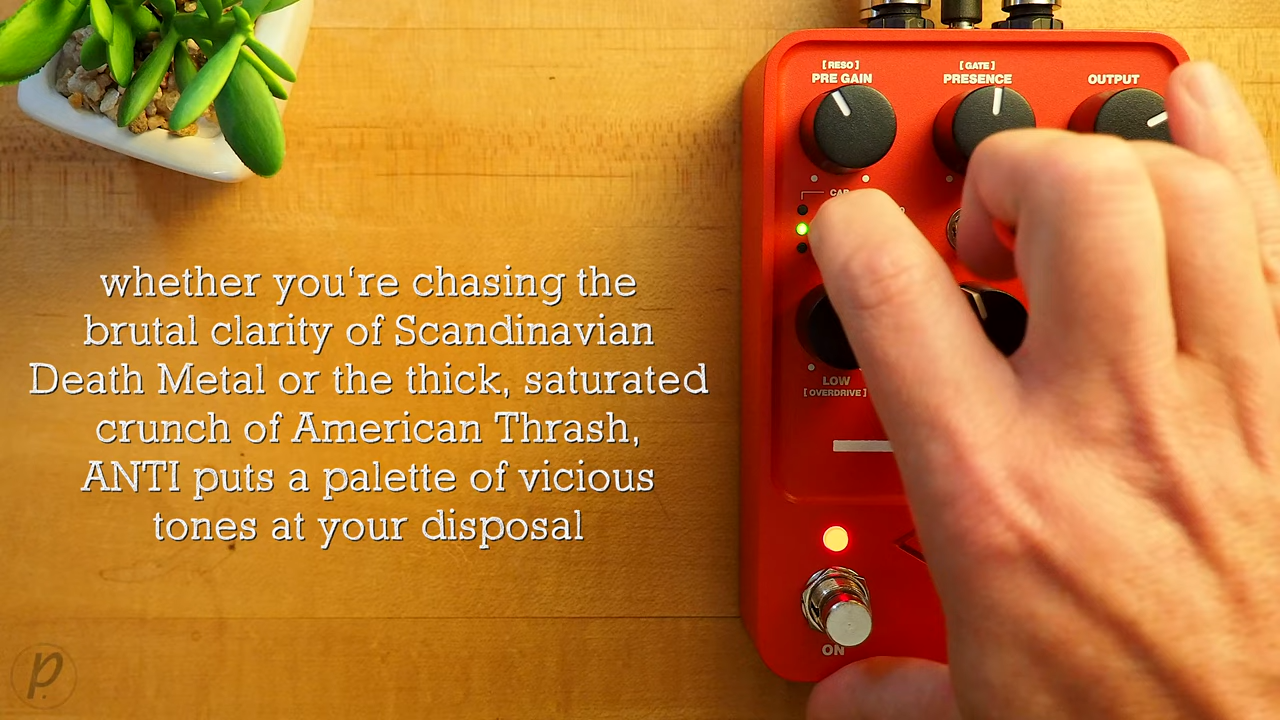 [RESO]
PRE GAIN
[GATE]
PRESENCE
OUTPUT
whether you're chasing the
brutal clarity of Scandinavian
Death Metal or the thick, saturated
crunch of American Thrash,
ANTI puts a palette of vicious
tones at your disposal
LOW
[OVERDRIVE]
ON
p.